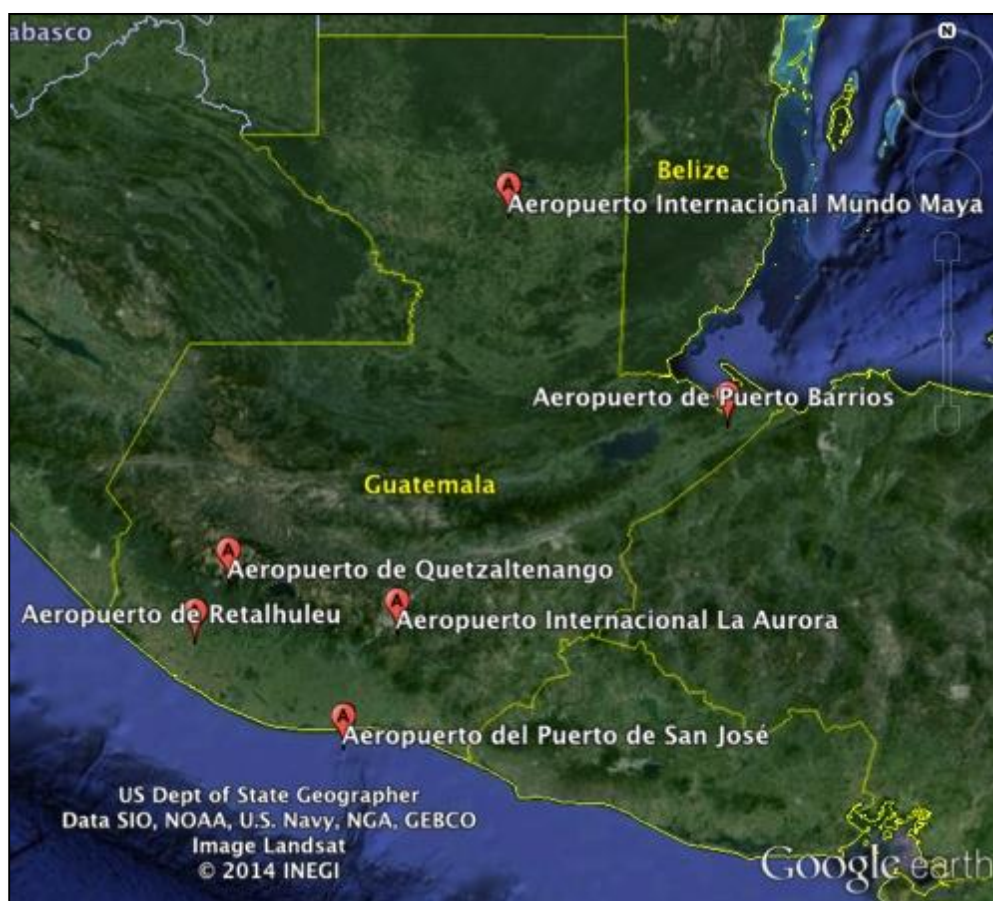 abasco
N
Belize
A
Aeropuerto Internacional Mundo Maya
Aeropuerto de Puerto Barrios
Guatemala
A
Aeropuerto de Quetzaltenango
A
Aeropuerto de Retalhuleu
A
Aeropuerto Internacional La Aurora
A
Aeropuerto del Puerto de San José
US Dept of State Geographer
Data SIO, NOAA, U.S. Navy, NGA, GEBCO
Image Landsat
© 2014 INEGI
Google earth